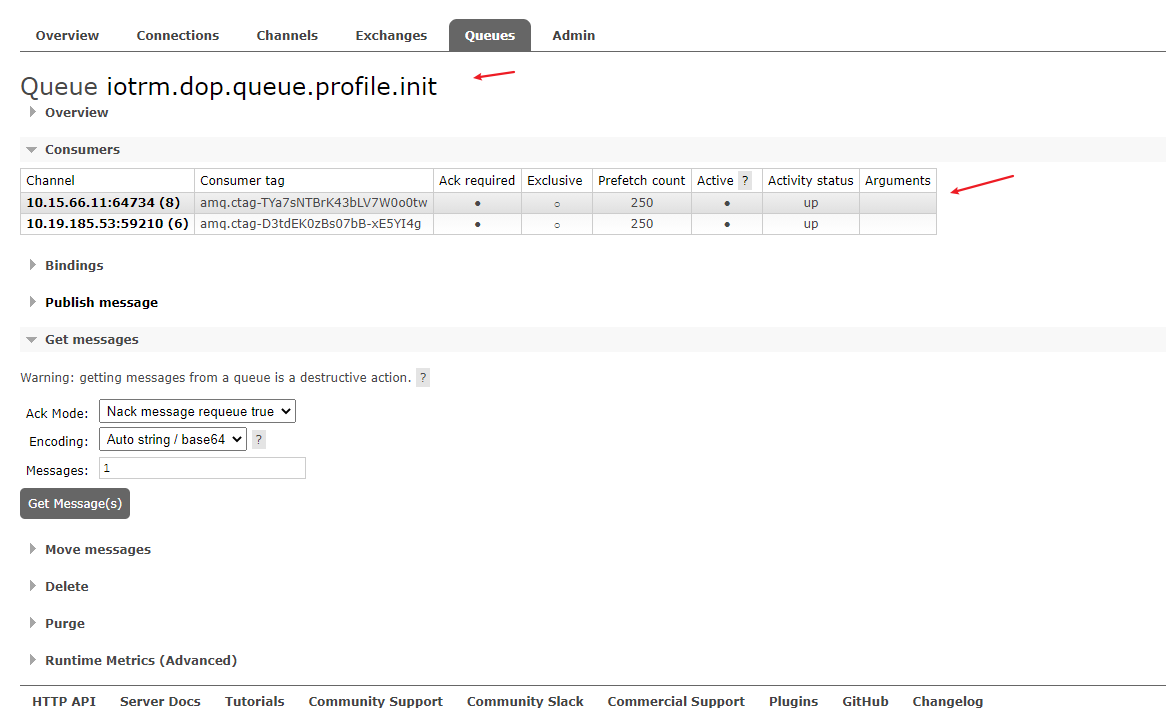 Overview Connections Channels Exchanges Queues Admin
Queue iotrm.dop.queue.profile.init
Overview
Consumers
Channel Consumer tag Ack required Exclusive Prefetch count Active ? Activity status Arguments
10.15.66.11:64734 (8) amq.ctag-TYa7sNTBrK43bLV7W0o0tw ● ○ 250 ● up
10.19.185.53:59210 (6) amq.ctag-D3tdEK0zBs07bB-xE5YI4g ● ○ 250 ● up
Bindings
Publish message
Get messages
Warning: getting messages from a queue is a destructive action. ?
Ack Mode: Nack message requeue true
Encoding: Auto string / base64 ?
Messages: 1
Get Message(s)
Move messages
Delete
Purge
Runtime Metrics (Advanced)
HTTP API Server Docs Tutorials Community Support Community Slack Commercial Support Plugins GitHub Changelog